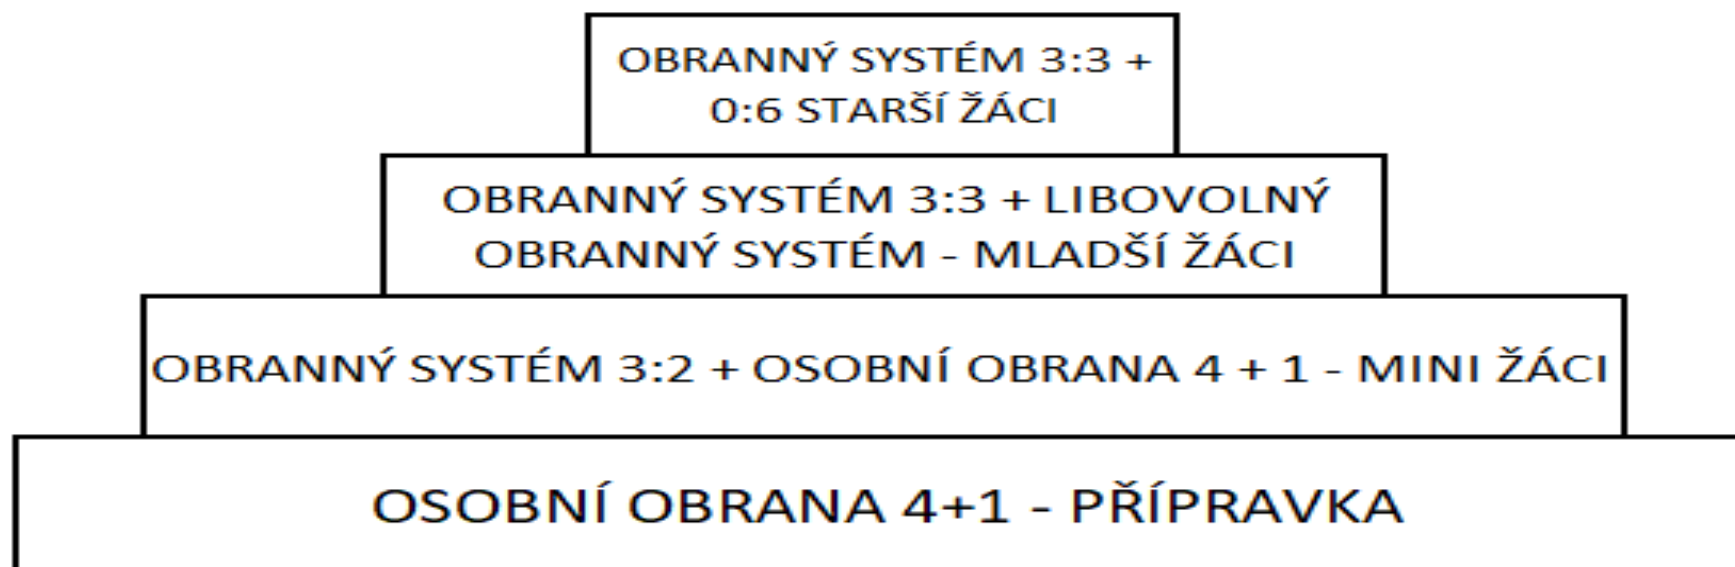 OBRANNÝ SYSTÉM 3:3 +
0:6 STARŠÍ ŽÁCI
OBRANNÝ SYSTÉM 3:3 + LIBOVOLNÝ
OBRANNÝ SYSTÉM - MLADŠÍ ŽÁCI
OBRANNÝ SYSTÉM 3:2 + OSOBNÍ OBRANA 4 + 1 - MINI ŽÁCI
OSOBNÍ OBRANA 4+1 - PŘÍPRAVKA